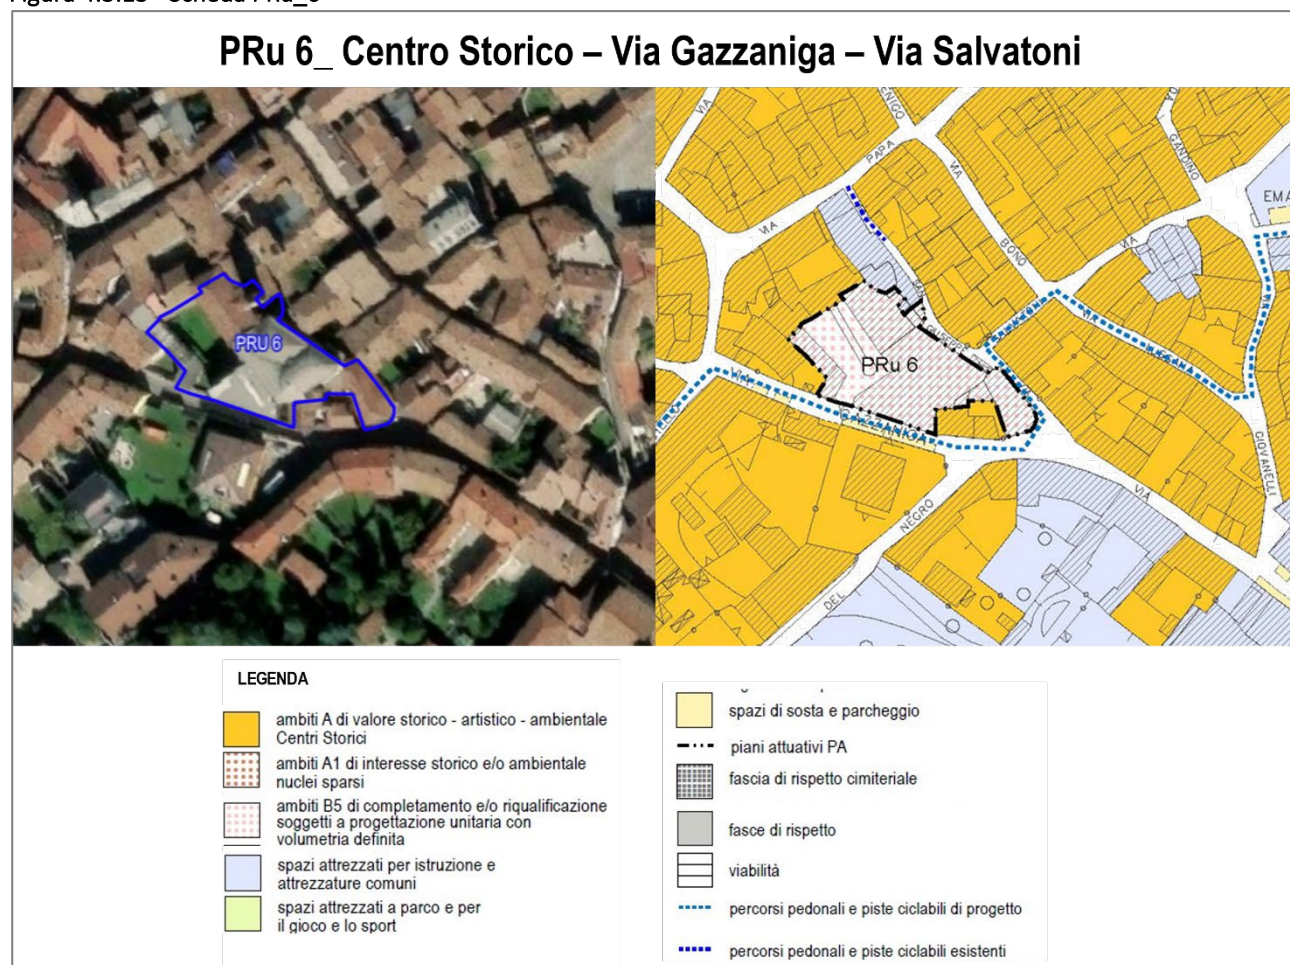 PRu 6_ Centro Storico – Via Gazzaniga – Via Salvatoni
PRU 6
VIA
PAPA
VIA
VIA
BONO
VIA
GANDINO
EMA
PRu 6
VIA
GIOVANELLI
VIA
NEGRO
DEL
LEGENDA
ambiti A di valore storico - artistico - ambientale
Centri Storici
ambiti A1 di interesse storico e/o ambientale
nuclei sparsi
ambiti B5 di completamento e/o riqualificazione
soggetti a progettazione unitaria con
volumetria definita
spazi attrezzati per istruzione e
attrezzature comuni
spazi attrezzati a parco e per
il gioco e lo sport
spazi di sosta e parcheggio
piani attuativi PA
fascia di rispetto cimiteriale
fasce di rispetto
viabilità
percorsi pedonali e piste ciclabili di progetto
percorsi pedonali e piste ciclabili esistenti